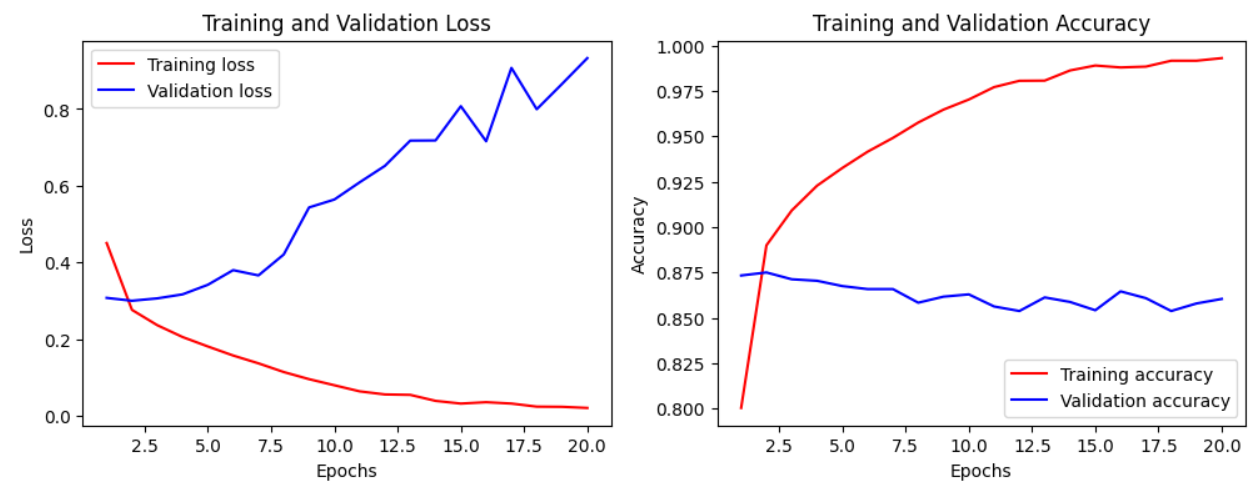 Training and Validation Loss
Training loss
Validation loss
Loss
0.8
0.6
0.4
0.2
0.0
2.5 5.0 7.5 10.0 12.5 15.0 17.5 20.0
Epochs
Training and Validation Accuracy
Accuracy
1.000
0.975
0.950
0.925
0.900
0.875
0.850
0.825
0.800
Training accuracy
Validation accuracy
2.5 5.0 7.5 10.0 12.5 15.0 17.5 20.0
Epochs